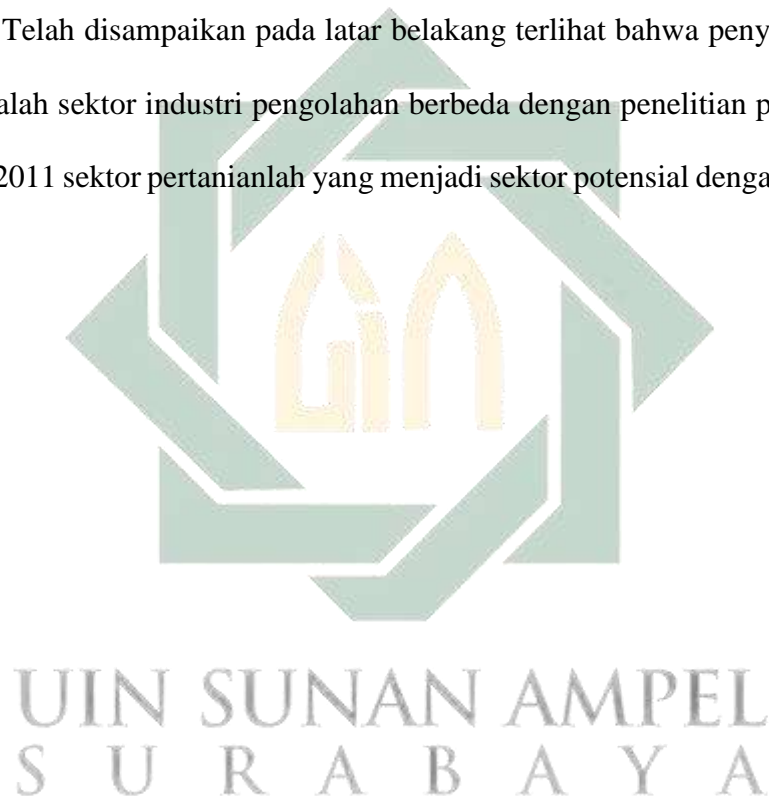 Telah disampaikan pada latar belakang terlihat bahwa peny
alah sektor industri pengolahan berbeda dengan penelitian p
2011 sektor pertanianlah yang menjadi sektor potensial denga
UIN SUNAN AMPEL
S U R A B A Y A